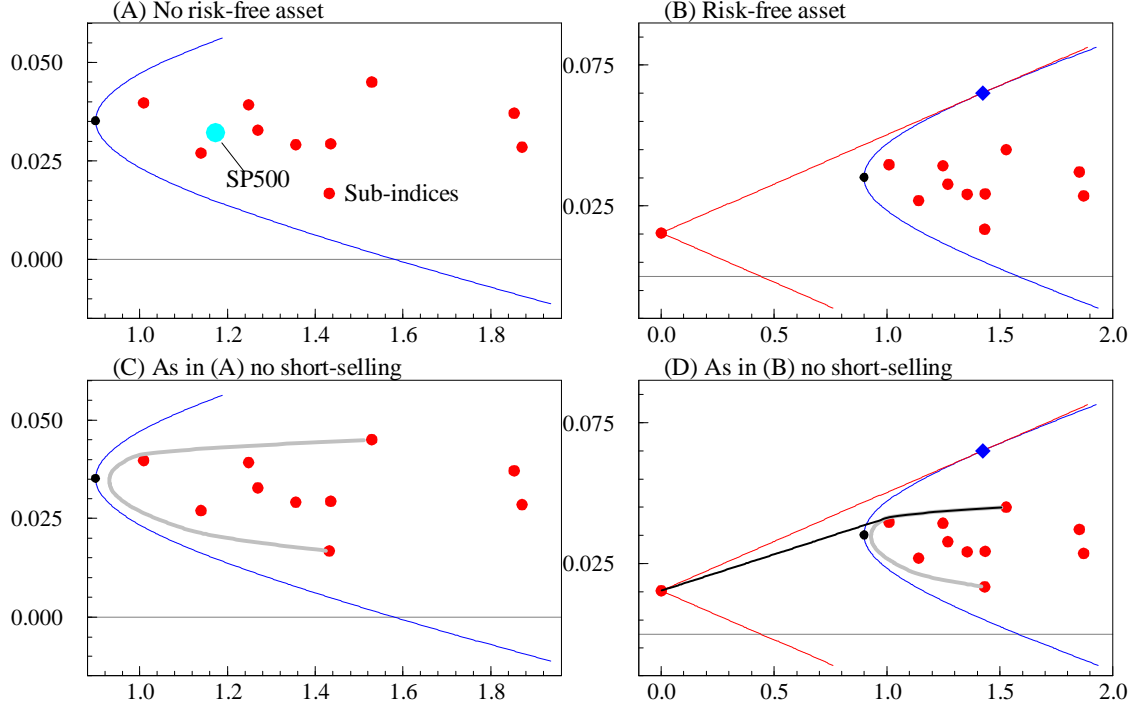 (A) No risk-free asset
0.050
0.025
0.000
SP500
Sub-indices
1.0 1.2 1.4 1.6 1.8
(B) Risk-free asset
0.075
0.025
0.0 0.5 1.0 1.5 2.0
(C) As in (A) no short-selling
0.050
0.025
0.000
1.0 1.2 1.4 1.6 1.8
(D) As in (B) no short-selling
0.075
0.025
0.0 0.5 1.0 1.5 2.0